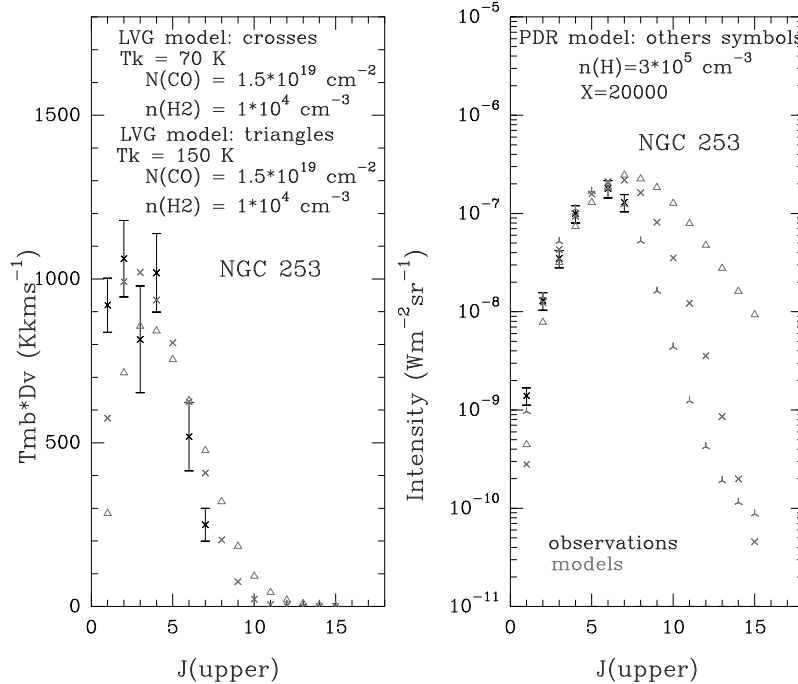 LVG model: crosses
Tk = 70 K
N(CO) = 1.5*10^19 cm^−2
n(H2) = 1*10^4 cm^−3
LVG model: triangles
Tk = 150 K
N(CO) = 1.5*10^19 cm^−2
n(H2) = 1*10^4 cm^−3
NGC 253
Tmb*Dv (Kkms^−1)
1500
1000
500
0
0 5 10 15
J(upper)
PDR model: others symbols
n(H)=3*10^5 cm^−3
X=20000
NGC 253
Intensity (Wm^−2sr^−1)
10^−5
10^−6
10^−7
10^−8
10^−9
10^−10
10^−11
observations
models
0 5 10 15
J(upper)